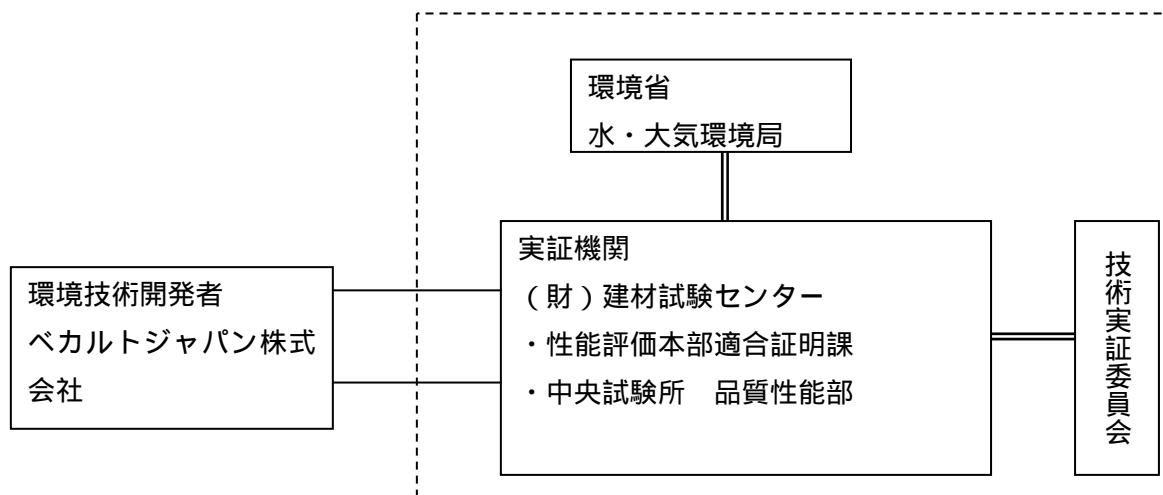 環境省
水・大気環境局
環境技術開発者
ベカルトジャパン株式
会社
実証機関
（財）建材試験センター
・性能評価本部適合証明課
・中央試験所　品質性能部
技術実証委員会